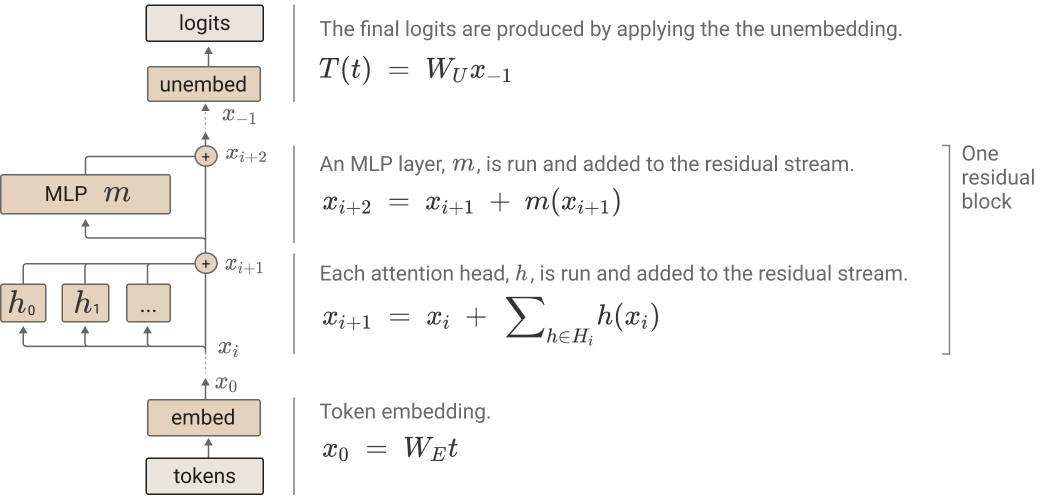 logits
The final logits are produced by applying the the unembedding.
T(t) = W_U x_{-1}
unembed
x_{-1}
x_{i+2}
An MLP layer, m, is run and added to the residual stream.
One
residual
block
MLP m
x_{i+2} = x_{i+1} + m(x_{i+1})
x_{i+1}
Each attention head, h, is run and added to the residual stream.
h_0 h_1 ...
x_{i+1} = x_i + ∑_{h∈H_i} h(x_i)
x_i
x_0
embed
Token embedding.
x_0 = W_E t
tokens